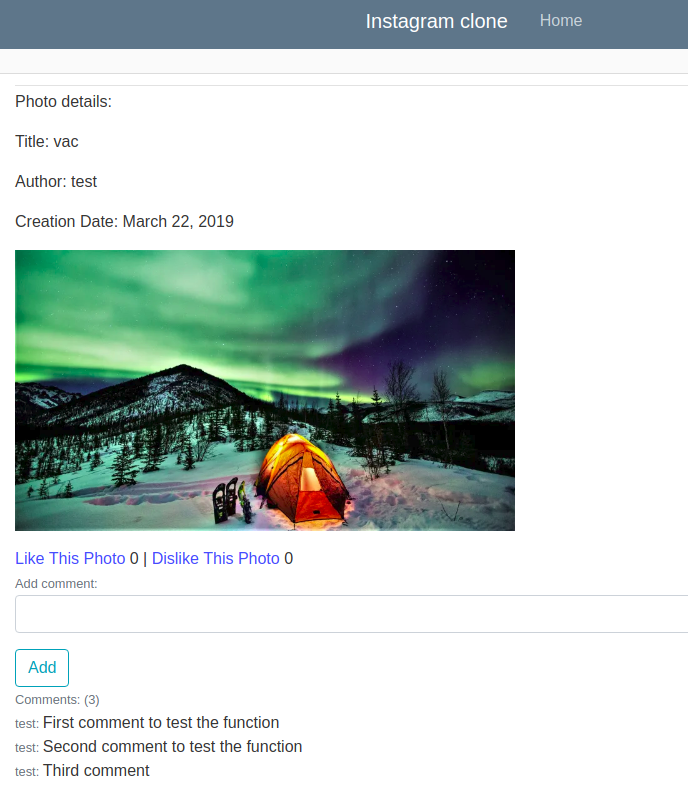 Instagram clone Home
Photo details:
Title: vac
Author: test
Creation Date: March 22, 2019
Like This Photo 0 | Dislike This Photo 0
Add comment:
Add
Comments: (3)
test: First comment to test the function
test: Second comment to test the function
test: Third comment